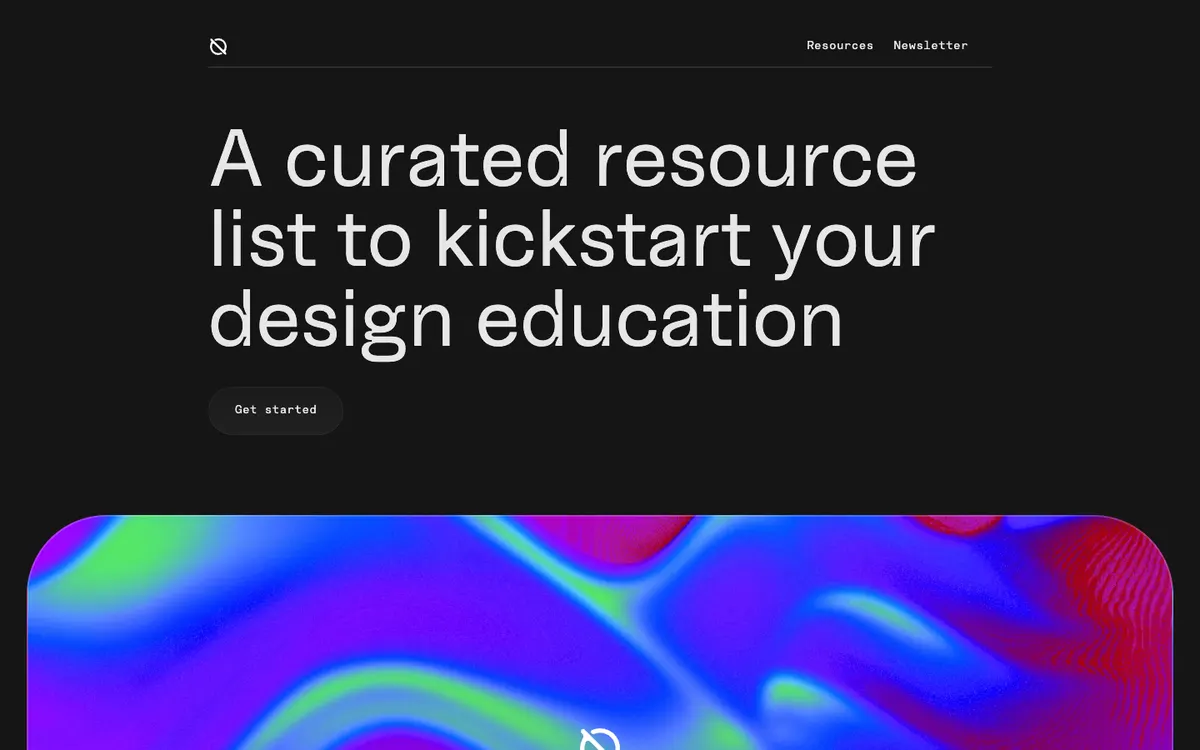 Resources Newsletter
A curated resource
list to kickstart your
design education
Get started